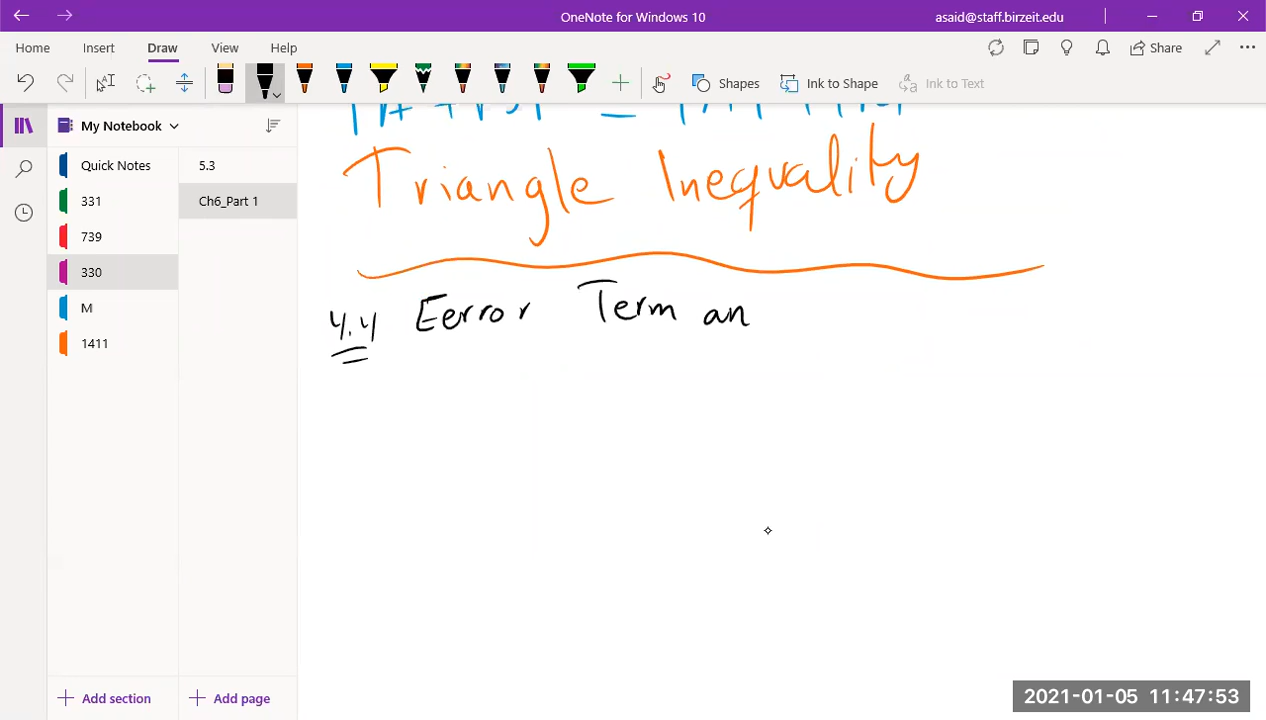 OneNote for Windows 10
asaid@staff.birzeit.edu
Home Insert Draw View Help
Share
Shapes Ink to Shape Ink to Text
My Notebook
Quick Notes
331
739
330
M
1411
5.3
Ch6_Part 1
Triangle Inequality
4.4 Eerror Term an
Add section
Add page
2021-01-05 11:47:53